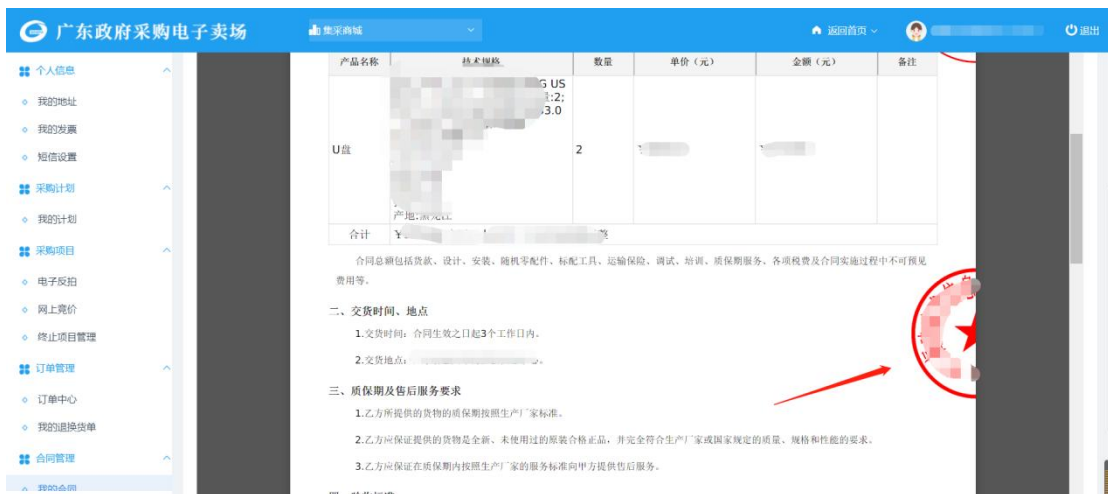 广东政府采购电子卖场
集采商城
返回首页
退出
个人信息
我的地址
我的发票
短信设置
采购计划
我的计划
采购项目
电子反拍
网上竞价
终止项目管理
订单管理
订单中心
我的退换货单
合同管理
我的合同
产品名称 技术规格 数量 单价（元） 金额（元） 备注
G US
:2;
3.0
U盘 2
产地:黑龙江
合计 ¥ 整
合同总额包括货款、设计、安装、随机零配件、标配工具、运输保险、调试、培训、质保期服务、各项税费及合同实施过程中不可预见
费用等。
二、交货时间、地点
1.交货时间：合同生效之日起3个工作日内。
2.交货地点：
三、质保期及售后服务要求
1.乙方所提供的货物的质保期按照生产厂家标准。
2.乙方应保证提供的货物是全新、未使用过的原装合格正品，并完全符合生产厂家或国家规定的质量、规格和性能的要求。
3.乙方应保证在质保期内按照生产厂家的服务标准向甲方提供售后服务。